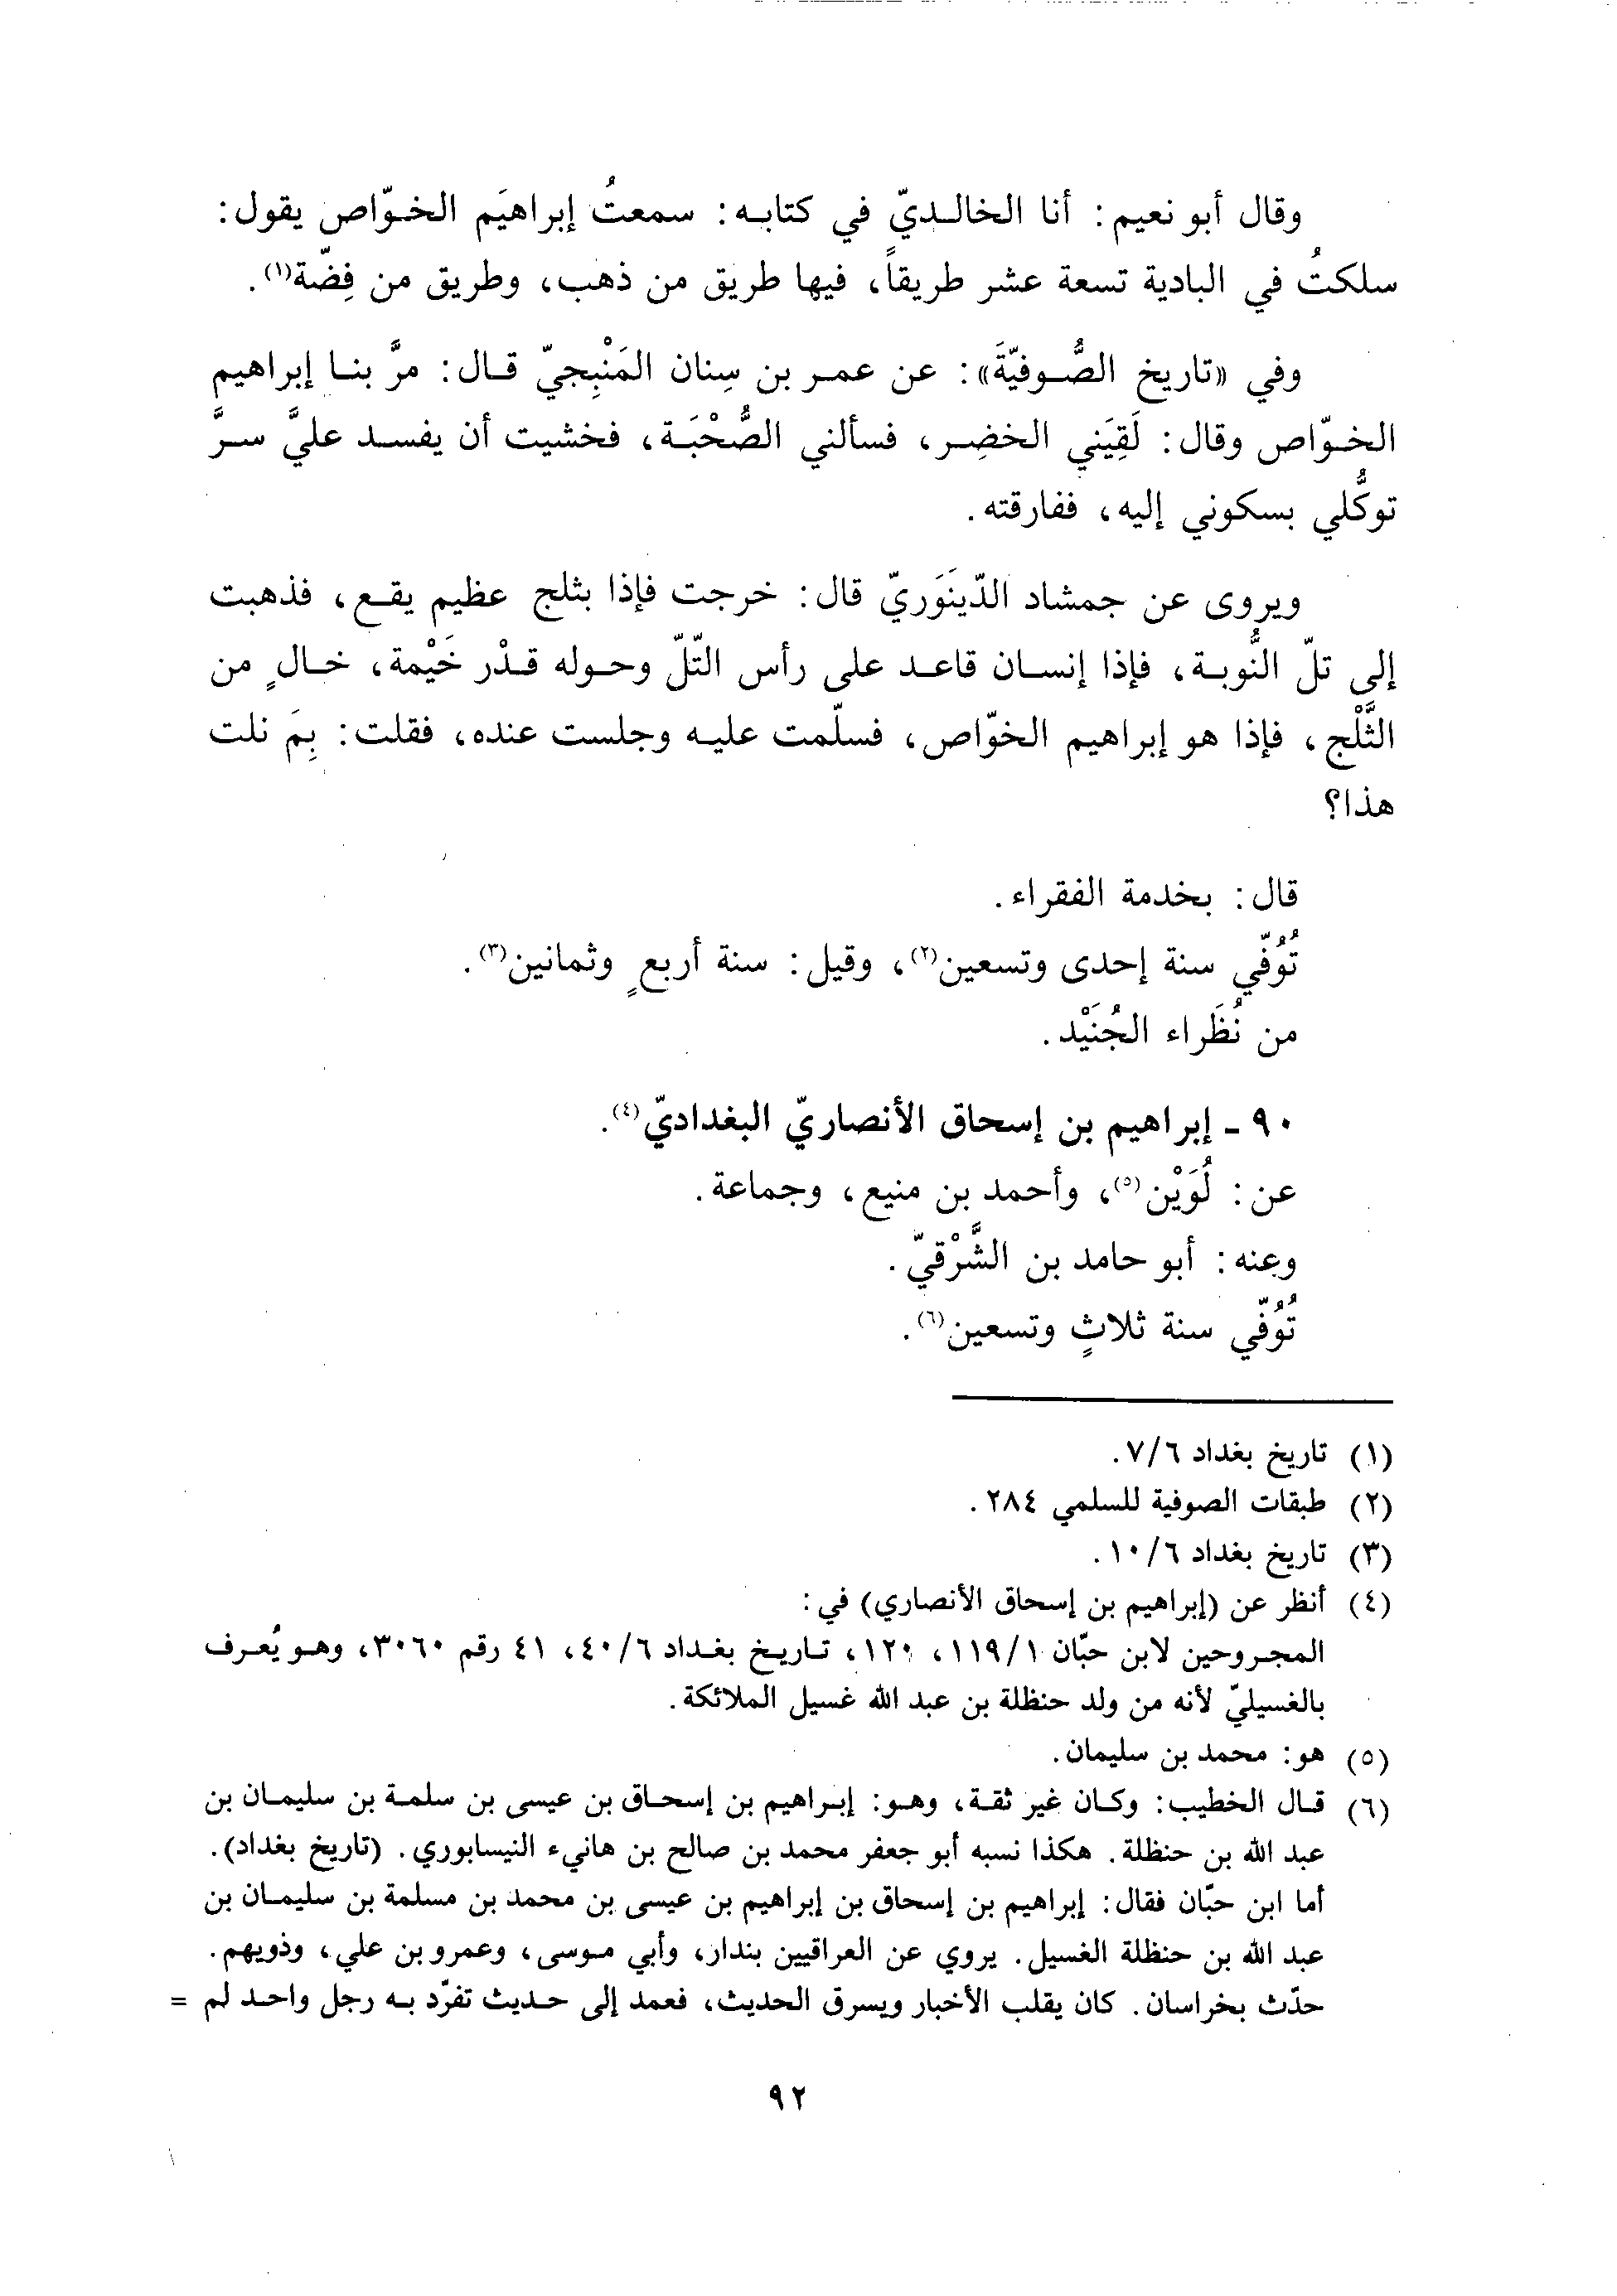 وقال أبو نعيم: أنا الخالديّ في كتابه: سمعتُ إبراهيَم الخوّاص يقول:
سلكتُ في البادية تسعة عشر طريقاً، فيها طريق من ذهب، وطريق من فِضّة(١).
وفي «تاريخ الصُّوفيّةَ»: عن عمر بن سِنان المَنْبِجيّ قال: مرَّ بنا إبراهيم
الخوّاص وقال: لَقِيَني الخضِر، فسألني الصُّحْبَة، فخشيت أن يفسد عليَّ سرَّ
توكُّلي بسكوني إليه، ففارقته.
ويروى عن جمشاد الدّينَوَريّ قال: خرجت فإذا بثلج عظيم يقع، فذهبت
إلى تلّ النُّوبة، فإذا إنسان قاعد على رأس التّلّ وحوله قدْر خَيْمة، خالٍ من
الثَّلْج، فإذا هو إبراهيم الخوّاص، فسلّمت عليه وجلست عنده، فقلت: بِمَ نلت
هذا؟
قال: بخدمة الفقراء.
تُوُفّي سنة إحدى وتسعين(٢)، وقيل: سنة أربعٍ وثمانين(٣).
من نُظَراء الجُنَيْد.
٩٠ - إبراهيم بن إسحاق الأنصاريّ البغداديّ(٤).
عن: لُوَيْن(٥)، وأحمد بن منيع، وجماعة.
وعنه: أبو حامد بن الشَّرْقيّ.
تُوُفّي سنة ثلاثٍ وتسعين(٦).
(١) تاريخ بغداد ٧/٦.
(٢) طبقات الصوفية للسلمي ٢٨٤.
(٣) تاريخ بغداد ١٠/٦.
(٤) أنظر عن (إبراهيم بن إسحاق الأنصاري) في:
المجروحين لابن حبّان ١١٩/١، ١٢٠، تاريخ بغداد ٤٠/٦، ٤١ رقم ٣٠٦٠، وهو يُعرف
بالغسيليّ لأنه من ولد حنظلة بن عبد الله غسيل الملائكة.
(٥) هو: محمد بن سليمان.
(٦) قال الخطيب: وكان غير ثقة، وهو: إبراهيم بن إسحاق بن عيسى بن سلمة بن سليمان بن
عبد الله بن حنظلة. هكذا نسبه أبو جعفر محمد بن صالح بن هانيء النيسابوري. (تاريخ بغداد).
أما ابن حبّان فقال: إبراهيم بن إسحاق بن إبراهيم بن عيسى بن محمد بن مسلمة بن سليمان بن
عبد الله بن حنظلة الغسيل. يروي عن العراقيين بندار، وأبي موسى، وعمرو بن علي، وذويهم.
حدّث بخراسان. كان يقلب الأخبار ويسرق الحديث، فعمد إلى حديث تفرّد به رجل واحد لم =
٩٢